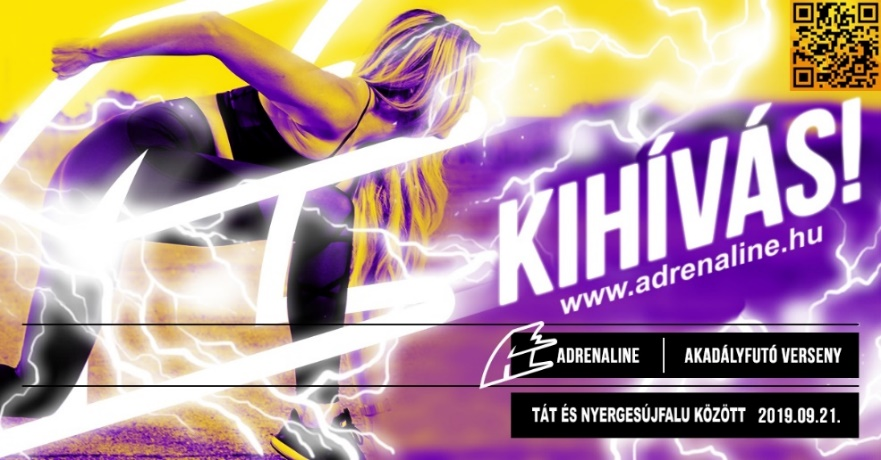 KIHÍVÁS!
www.adrenaline.hu
ADRENALINE | AKADÁLYFUTÓ VERSENY
TÁT ÉS NYERGESÚJFALU KÖZÖTT 2019.09.21.